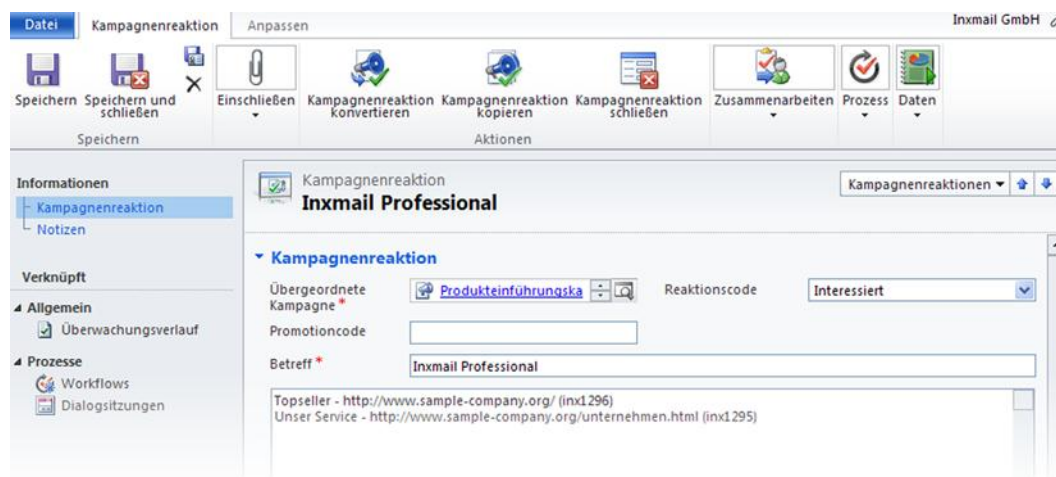 Datei Kampagnenreaktion Anpassen Inxmail GmbH
Speichern Speichern und schließen Einschließen Kampagnenreaktion konvertieren Kampagnenreaktion kopieren Kampagnenreaktion schließen Zusammenarbeiten Prozess Daten
Speichern Aktionen
Informationen
Kampagnenreaktion
Notizen
Verknüpft
Allgemein
Überwachungsverlauf
Prozesse
Workflows
Dialogsitzungen
Kampagnenreaktion
Inxmail Professional
Kampagnenreaktionen
Kampagnenreaktion
Übergeordnete Kampagne * Produkteinführungska Reaktionscode Interessiert
Promotioncode
Betreff * Inxmail Professional
Topseller - http://www.sample-company.org/ (inx1296)
Unser Service - http://www.sample-company.org/unternehmen.html (inx1295)